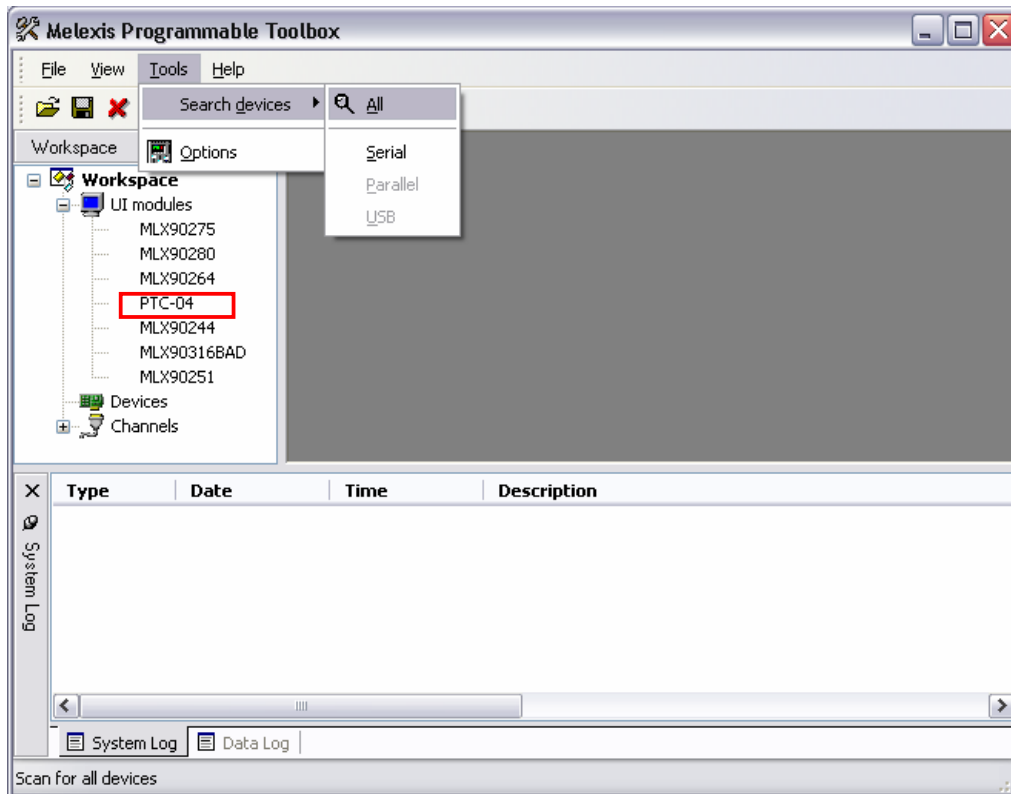 Melexis Programmable Toolbox
File View Tools Help
Search devices
All
Workspace
Options
Serial
Parallel
USB
Workspace
UI modules
MLX90275
MLX90280
MLX90264
PTC-04
MLX90244
MLX90316BAD
MLX90251
Devices
Channels
Type Date Time Description
System Log
System Log Data Log
Scan for all devices